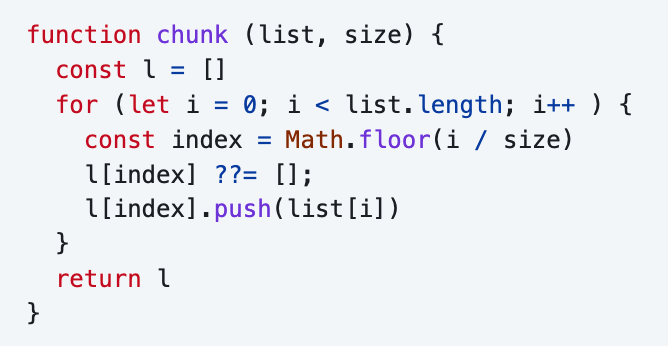 function chunk (list, size) {
  const l = []
  for (let i = 0; i < list.length; i++ ) {
    const index = Math.floor(i / size)
    l[index] ??= [];
    l[index].push(list[i])
  }
  return l
}